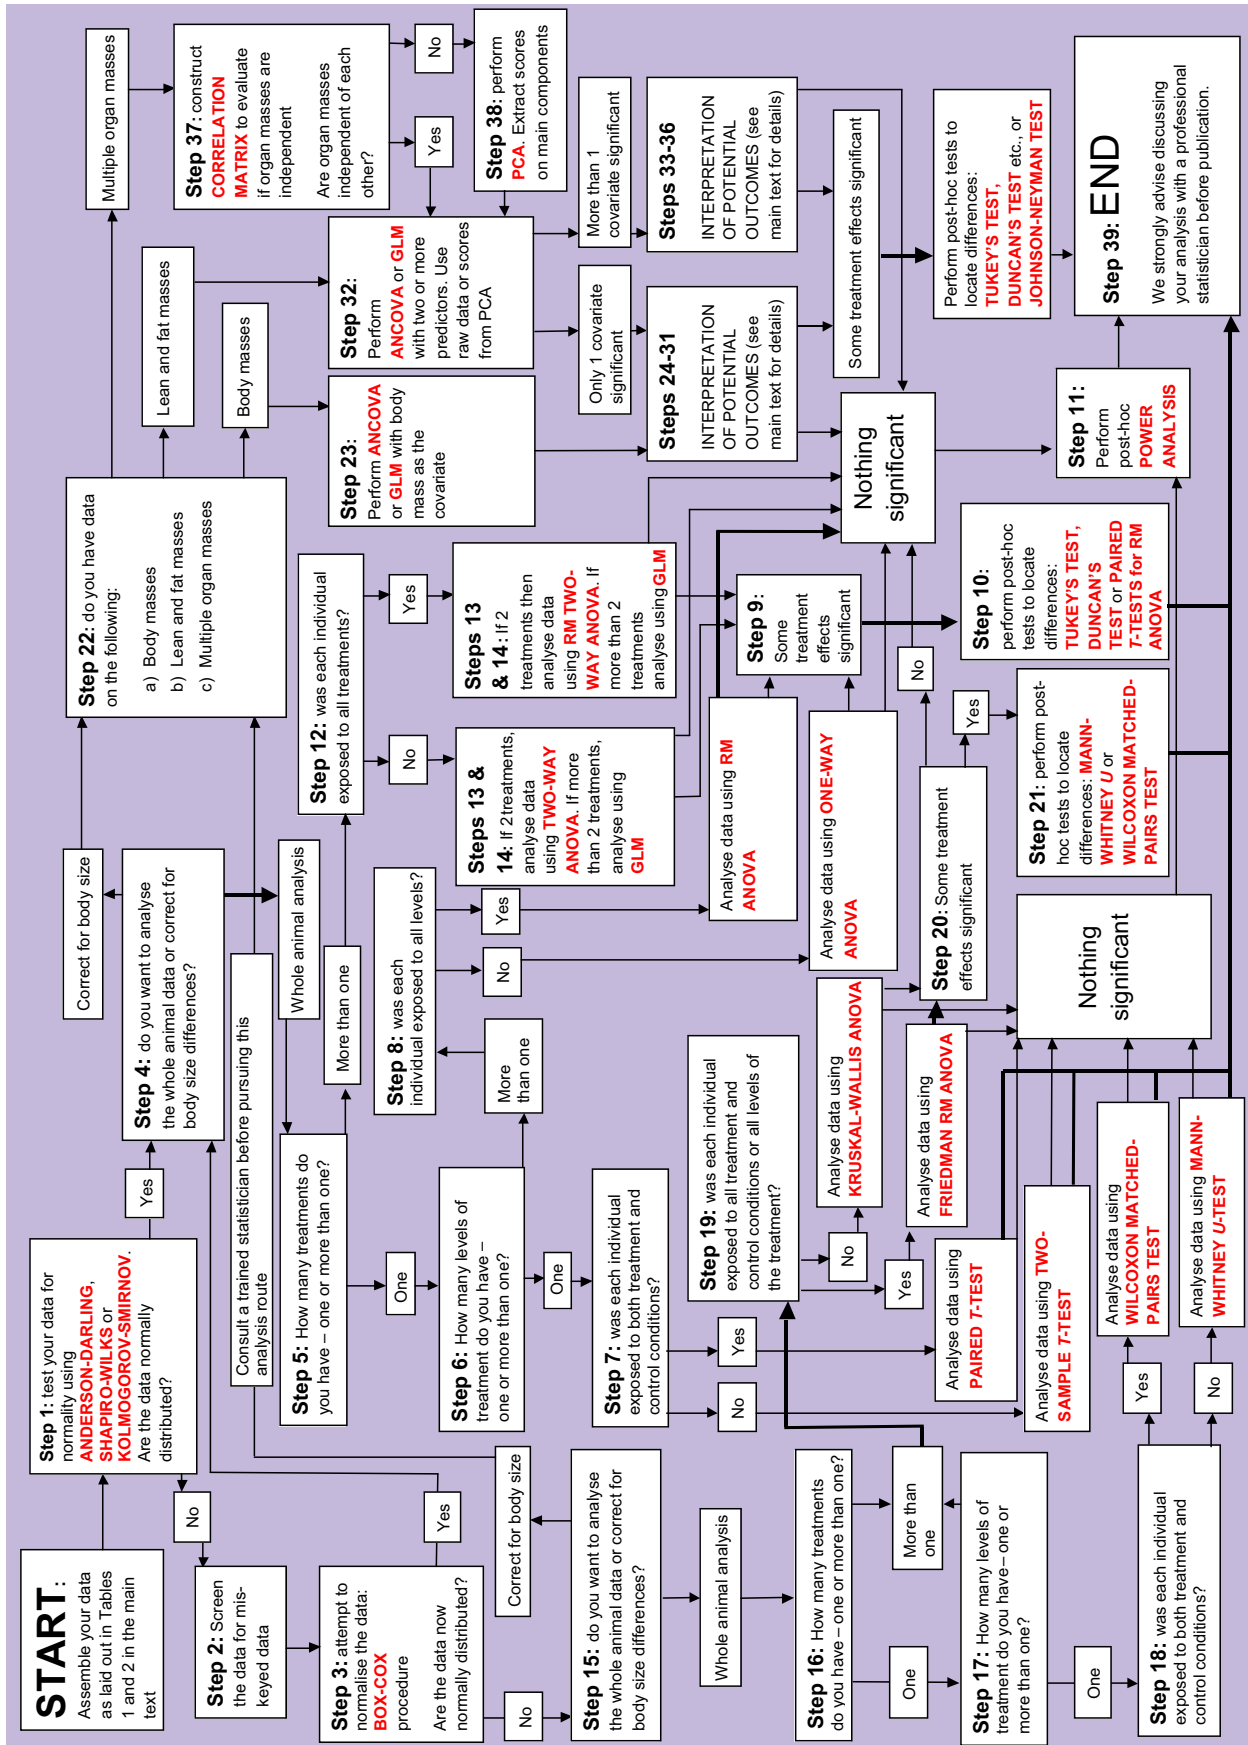 START:
Assemble your data
as laid out in Tables
1 and 2 in the main
text
Step 1: test your data for
normality using
ANDERSON-DARLING,
SHAPIRO-WILKS or
KOLMOGOROV-SMIRNOV.
Are the data normally
distributed?
Yes
No
Step 2: Screen
the data for mis-
keyed data
Step 3: attempt to
normalise the data:
BOX-COX
procedure
Are the data now
normally distributed?
Yes
No
Step 4: do you want to analyse
the whole animal data or correct for
body size differences?
Correct for body size
Whole animal analysis
Consult a trained statistician before pursuing this
analysis route
Step 5: How many treatments do
you have – one or more than one?
More than one
One
Step 6: How many levels of
treatment do you have –
one or more than one?
More
than one
One
Step 7: was each individual
exposed to both treatment and
control conditions?
Yes
No
Step 8: was each
individual exposed to all levels?
Yes
No
Analyse data using RM
ANOVA
Analyse data using ONE-WAY
ANOVA
Analyse data using
PAIRED T-TEST
Analyse data using TWO-
SAMPLE T-TEST
Step 9:
Some
treatment
effects
significant
Step 10:
perform post-hoc
tests to locate
differences:
TUKEY’S TEST,
DUNCAN’S
TEST or PAIRED
T-TESTS for RM
ANOVA
Nothing
significant
Step 11:
Perform
post-hoc
POWER
ANALYSIS
Step 12: was each individual
exposed to all treatments?
No
Yes
Steps 13 &
14: If 2 treatments,
analyse data
using TWO-WAY
ANOVA. If more
than 2 treatments,
analyse using
GLM
Steps 13
& 14: If 2
treatments then
analyse data
using RM TWO-
WAY ANOVA. If
more than 2
treatments
analyse using GLM
Correct for body size
Step 15: do you want to analyse
the whole animal data or correct for
body size differences?
Whole animal analysis
Step 16: How many treatments
do you have – one or more than one?
More than
one
One
Step 17: How many levels of
treatment do you have – one or
more than one?
One
Step 18: was each individual
exposed to both treatment and
control conditions?
Yes
No
Analyse data using
WILCOXON MATCHED-
PAIRS TEST
Analyse data using MANN-
WHITNEY U-TEST
Step 19: was each individual
exposed to all treatment and
control conditions or all levels of
the treatment?
No
Yes
Analyse data using
KRUSKAL-WALLIS ANOVA
Analyse data using
FRIEDMAN RM ANOVA
Step 20: Some treatment
effects significant
No
Yes
Step 21: perform post-
hoc tests to locate
differences: MANN-
WHITNEY U or
WILCOXON MATCHED-
PAIRS TEST
Nothing
significant
Step 22: do you have data
on the following:
a) Body masses
b) Lean and fat masses
c) Multiple organ masses
Multiple organ masses
Lean and fat masses
Body masses
Step 23:
Perform ANCOVA
or GLM with body
mass as the
covariate
Steps 24-31
INTERPRETATION
OF POTENTIAL
OUTCOMES (see
main text for details)
Step 32:
Perform
ANCOVA or GLM
with two or more
predictors. Use
raw data or scores
from PCA
Only 1 covariate
significant
More than 1
covariate significant
Steps 33-36
INTERPRETATION
OF POTENTIAL
OUTCOMES (see
main text for details)
Step 37: construct
CORRELATION
MATRIX to evaluate
if organ masses are
independent
Are organ masses
independent of each
other?
Yes
No
Step 38: perform
PCA. Extract scores
on main components
Some treatment effects significant
Perform post-hoc tests to
locate differences:
TUKEY’S TEST,
DUNCAN’S TEST etc., or
JOHNSON-NEYMAN TEST
Step 39: END
We strongly advise discussing
your analysis with a professional
statistician before publication.